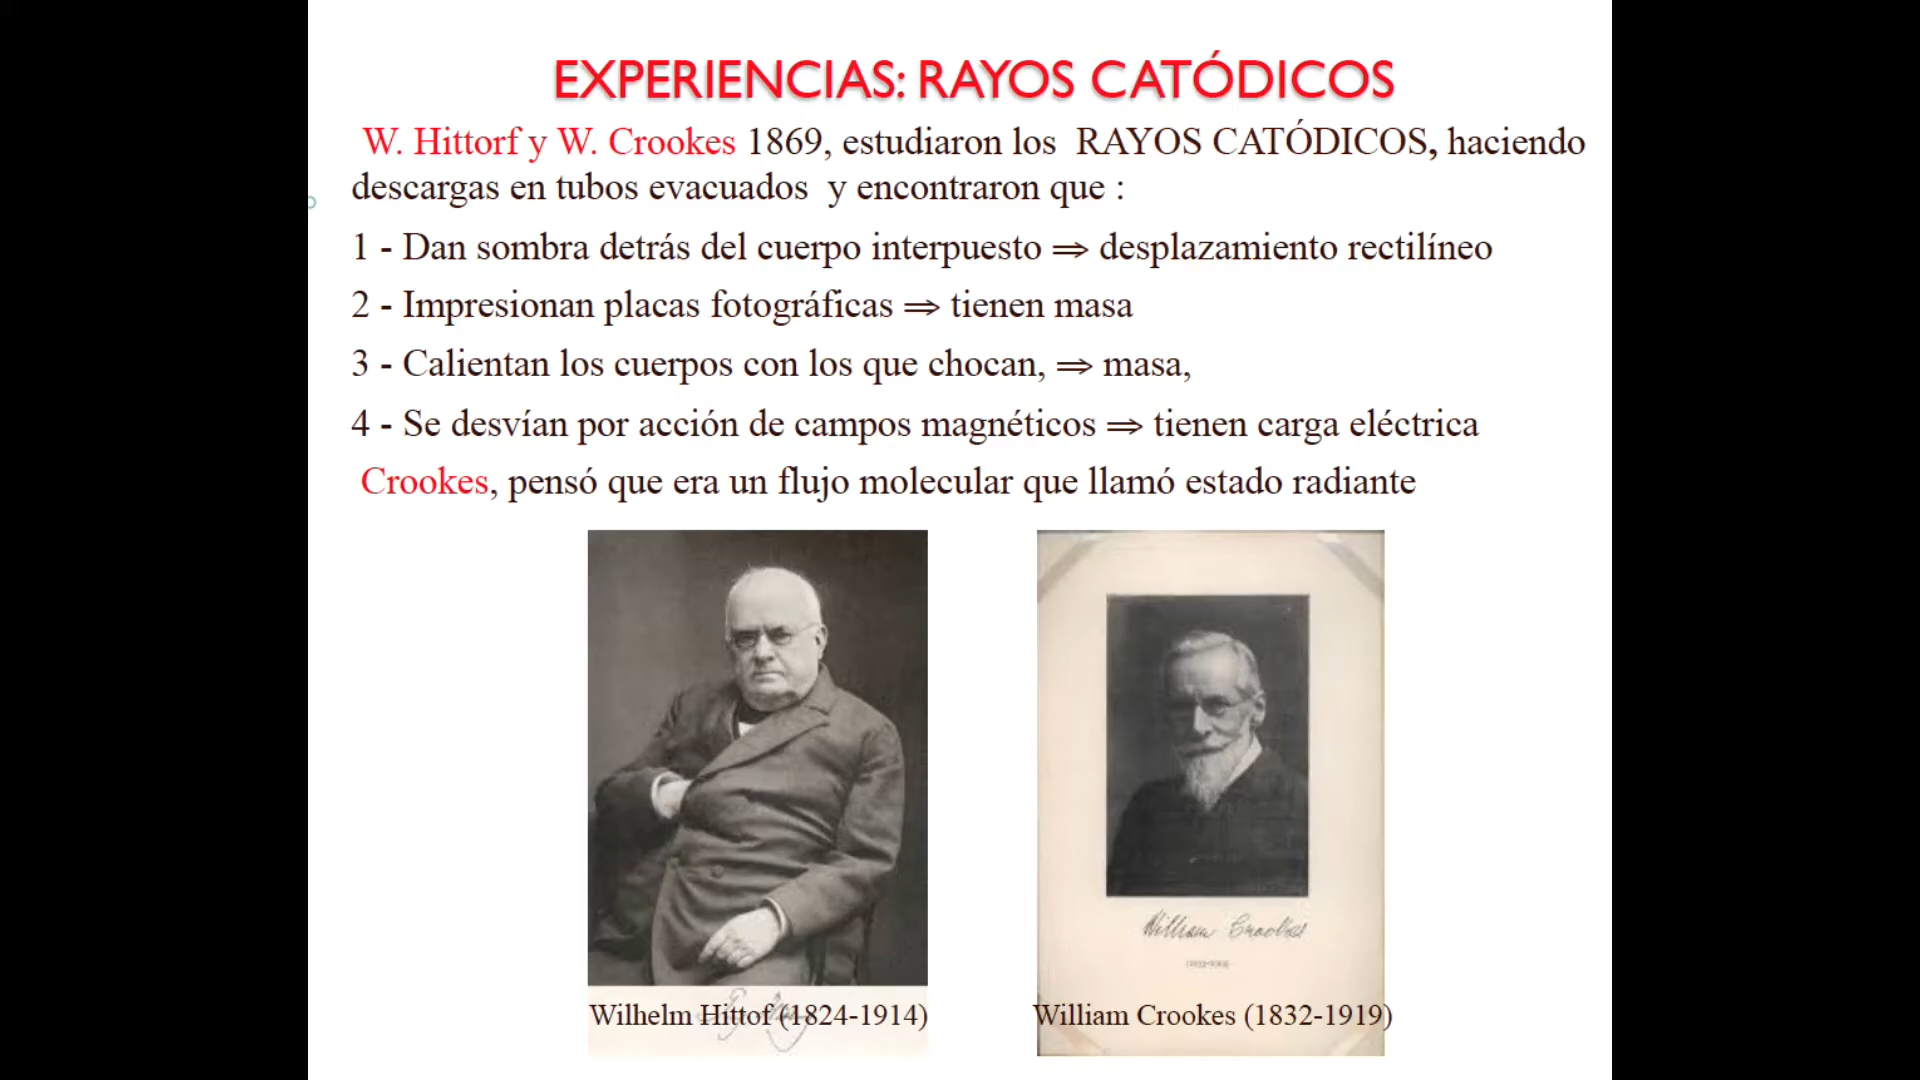 EXPERIENCIAS: RAYOS CATÓDICOS
W. Hittorf y W. Crookes 1869, estudiaron los RAYOS CATÓDICOS, haciendo
descargas en tubos evacuados y encontraron que :
1 - Dan sombra detrás del cuerpo interpuesto ⇒ desplazamiento rectilíneo
2 - Impresionan placas fotográficas ⇒ tienen masa
3 - Calientan los cuerpos con los que chocan, ⇒ masa,
4 - Se desvían por acción de campos magnéticos ⇒ tienen carga eléctrica
Crookes, pensó que era un flujo molecular que llamó estado radiante
William Crookes
Wilhelm Hittof (1824-1914)
William Crookes (1832-1919)